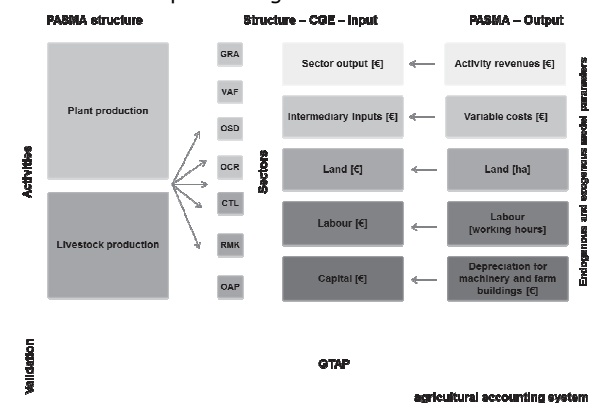 PASMA structure
Structure – CGE – Input
PASMA – Output
Activities
Plant production
Livestock production
GRA
VAF
OSD
OCR
CTL
RMK
OAP
Sectors
Sector output [€]
Intermediary inputs [€]
Land [€]
Labour [€]
Capital [€]
Activity revenues [€]
Variable costs [€]
Land [ha]
Labour
[working hours]
Depreciation for
machinery and farm
buildings [€]
Endogenous and exogenous model parameters
Validation
GTAP
agricultural accounting system